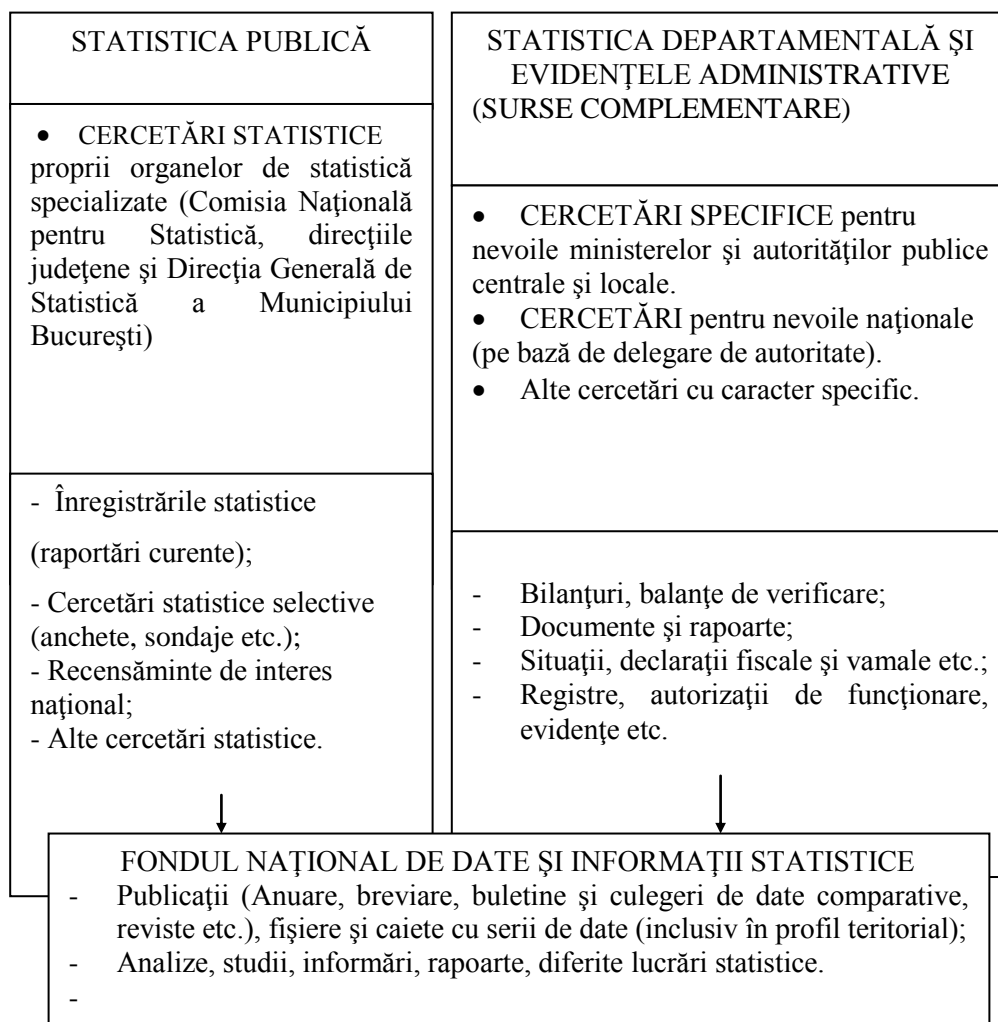 STATISTICA PUBLICĂ
• CERCETĂRI STATISTICE
proprii organelor de statistică
specializate (Comisia Naţională
pentru Statistică, direcţiile
judeţene şi Direcţia Generală de
Statistică a Municipiului
Bucureşti)
- Înregistrările statistice
(raportări curente);
- Cercetări statistice selective
(anchete, sondaje etc.);
- Recensăminte de interes
naţional;
- Alte cercetări statistice.
STATISTICA DEPARTAMENTALĂ ŞI
EVIDENŢELE ADMINISTRATIVE
(SURSE COMPLEMENTARE)
• CERCETĂRI SPECIFICE pentru
nevoile ministerelor şi autorităţilor publice
centrale şi locale.
• CERCETĂRI pentru nevoile naţionale
(pe bază de delegare de autoritate).
• Alte cercetări cu caracter specific.
- Bilanţuri, balanţe de verificare;
- Documente şi rapoarte;
- Situaţii, declaraţii fiscale şi vamale etc.;
- Registre, autorizaţii de funcţionare,
evidenţe etc.
FONDUL NAŢIONAL DE DATE ŞI INFORMAŢII STATISTICE
- Publicaţii (Anuare, breviare, buletine şi culegeri de date comparative,
reviste etc.), fişiere şi caiete cu serii de date (inclusiv în profil teritorial);
- Analize, studii, informări, rapoarte, diferite lucrări statistice.
-